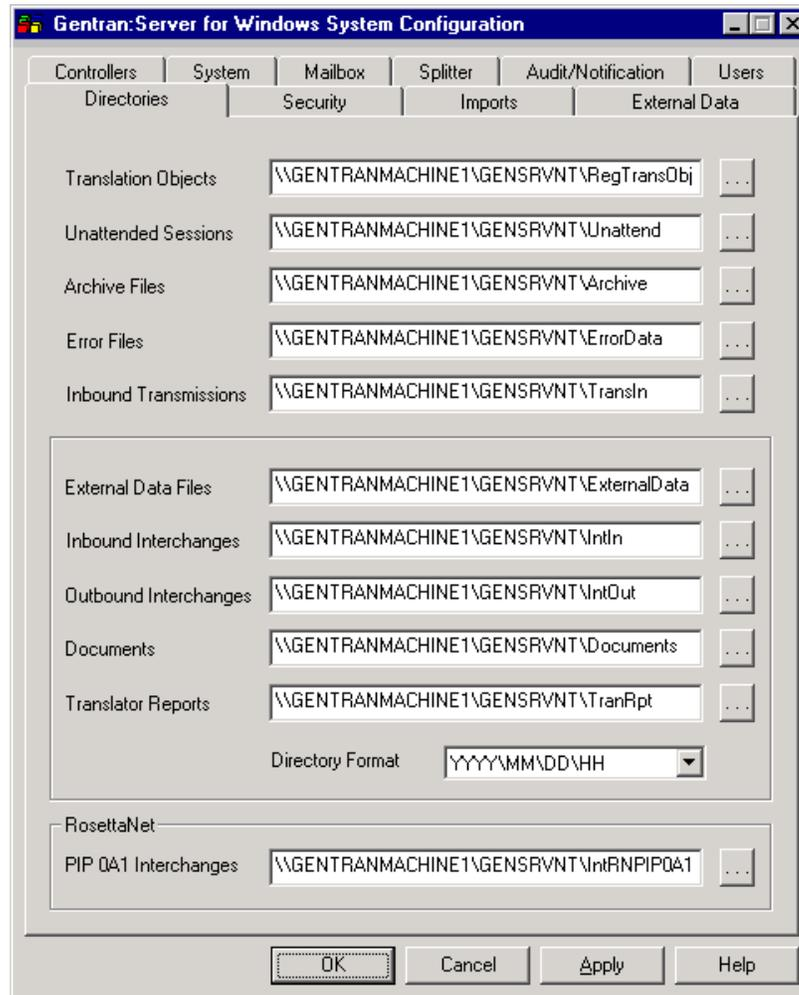 Gentran:Server for Windows System Configuration
Controllers System Mailbox Splitter Audit/Notification Users
Directories Security Imports External Data
Translation Objects \\GENTRANMACHINE1\GENSRVNT\RegTransObj ...
Unattended Sessions \\GENTRANMACHINE1\GENSRVNT\Unattend ...
Archive Files \\GENTRANMACHINE1\GENSRVNT\Archive ...
Error Files \\GENTRANMACHINE1\GENSRVNT\ErrorData ...
Inbound Transmissions \\GENTRANMACHINE1\GENSRVNT\TransIn ...
External Data Files \\GENTRANMACHINE1\GENSRVNT\ExternalData ...
Inbound Interchanges \\GENTRANMACHINE1\GENSRVNT\IntIn ...
Outbound Interchanges \\GENTRANMACHINE1\GENSRVNT\IntOut ...
Documents \\GENTRANMACHINE1\GENSRVNT\Documents ...
Translator Reports \\GENTRANMACHINE1\GENSRVNT\TranRpt ...
Directory Format YYYY\MM\DD\HH
RosettaNet
PIP 0A1 Interchanges \\GENTRANMACHINE1\GENSRVNT\IntRNPIP0A1 ...
OK Cancel Apply Help